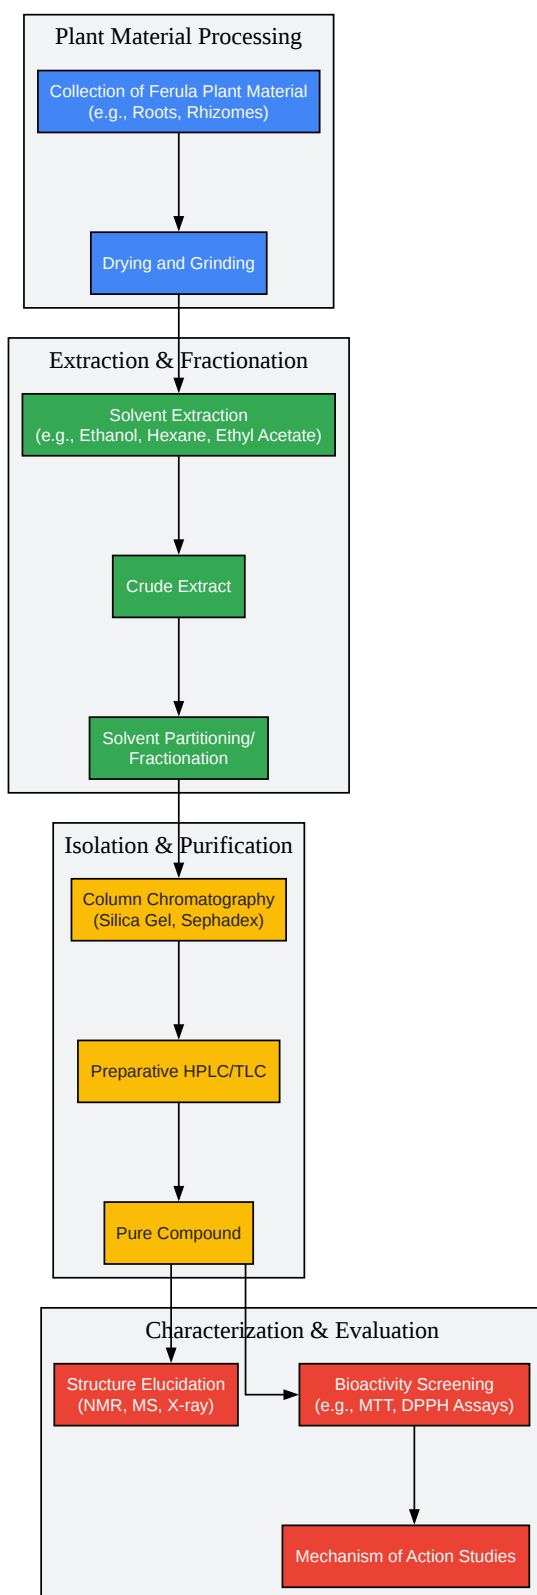 Plant Material Processing
Collection of Ferula Plant Material
(e.g., Roots, Rhizomes)
Drying and Grinding
Extraction & Fractionation
Solvent Extraction
(e.g., Ethanol, Hexane, Ethyl Acetate)
Crude Extract
Solvent Partitioning/
Fractionation
Isolation & Purification
Column Chromatography
(Silica Gel, Sephadex)
Preparative HPLC/TLC
Pure Compound
Characterization & Evaluation
Structure Elucidation
(NMR, MS, X-ray)
Bioactivity Screening
(e.g., MTT, DPPH Assays)
Mechanism of Action Studies